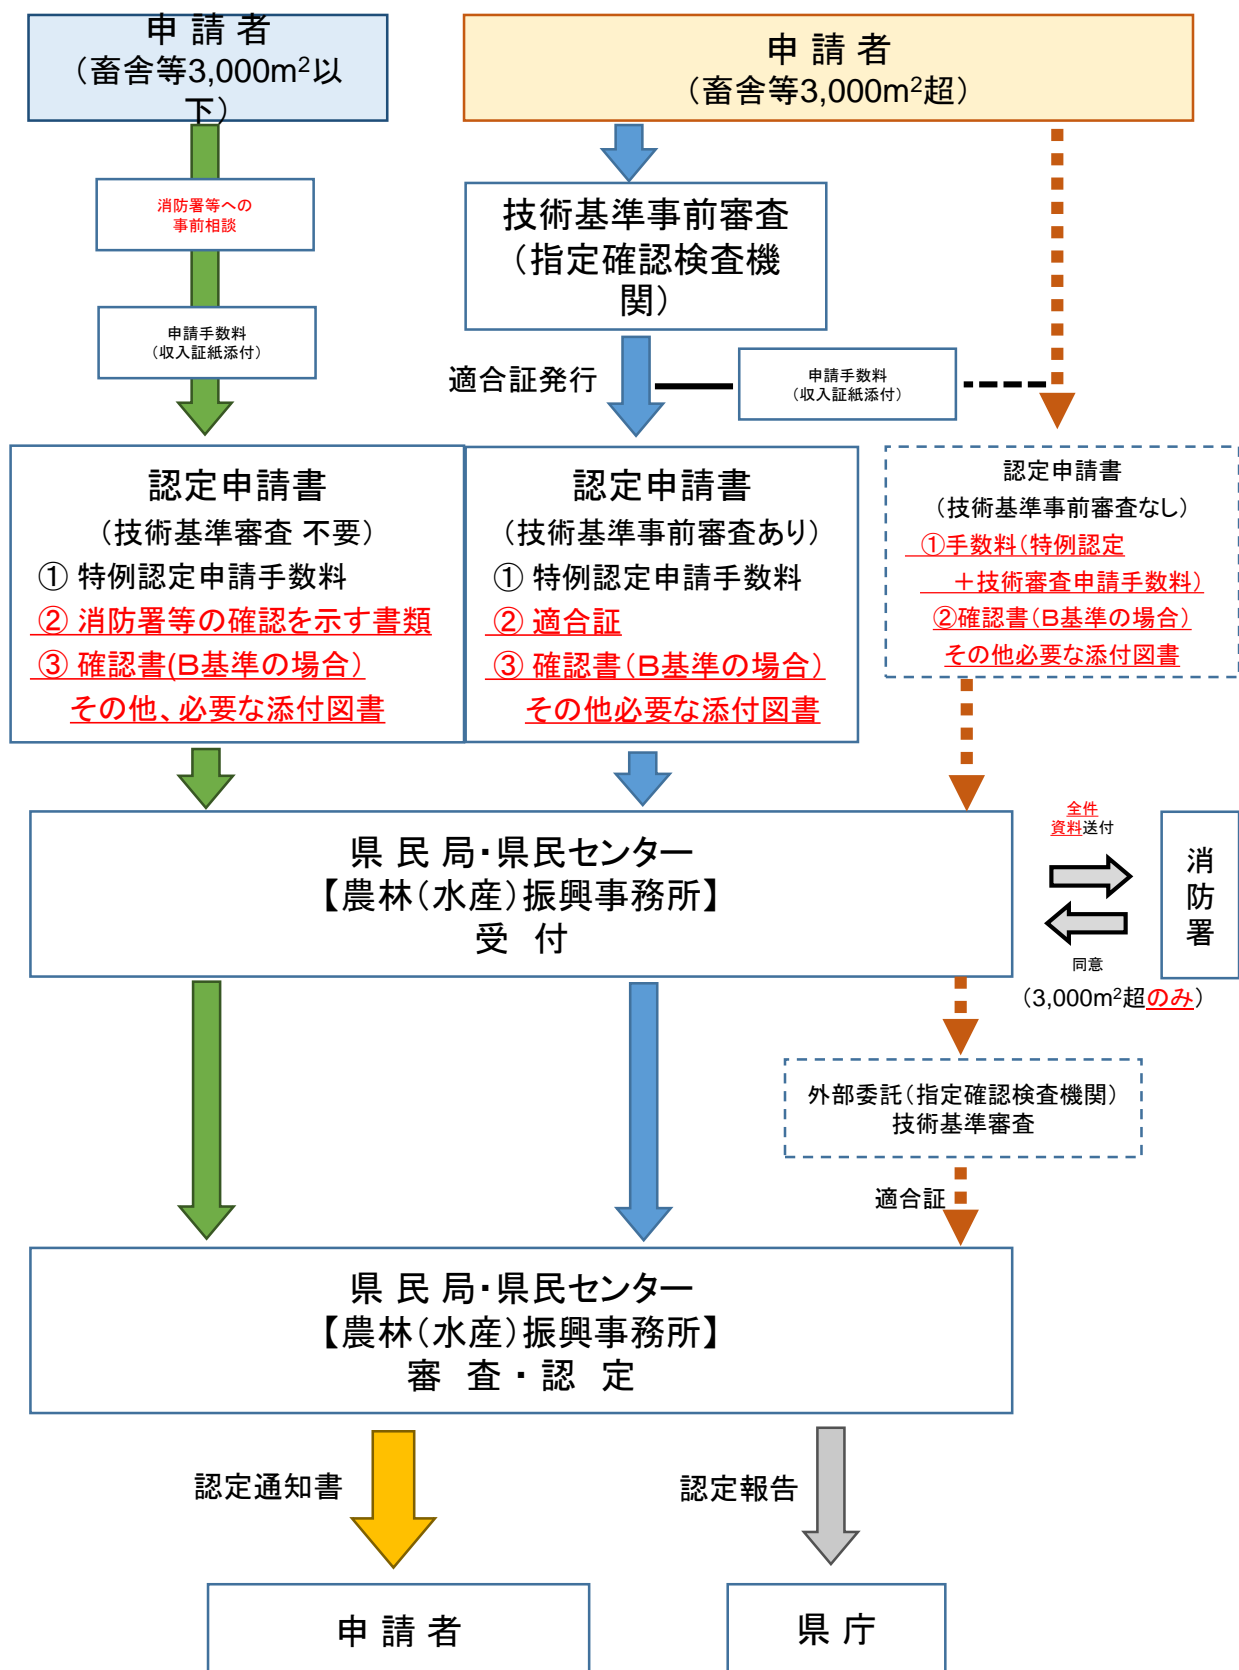 申 請 者
（畜舎等3,000m²以
下）
申 請 者
（畜舎等3,000m²超）
消防署等への
事前相談
申請手数料
（収入証紙添付）
技術基準事前審査
（指定確認検査機
関）
適合証発行
申請手数料
（収入証紙添付）
認定申請書
（技術基準審査 不要）
① 特例認定申請手数料
② 消防署等の確認を示す書類
③ 確認書(B基準の場合）
その他、必要な添付図書
認定申請書
（技術基準事前審査あり）
① 特例認定申請手数料
② 適合証
③ 確認書（B基準の場合）
その他必要な添付図書
認定申請書
（技術基準事前審査なし）
①手数料（特例認定
＋技術審査申請手数料）
②確認書（B基準の場合）
その他必要な添付図書
県 民 局・県民センター
【農林（水産）振興事務所】
受　付
全件
資料送付
同意
（3,000m²超のみ）
消
防
署
外部委託（指定確認検査機関）
技術基準審査
適合証
県 民 局・県民センター
【農林（水産）振興事務所】
審　査 ・ 認　定
認定通知書
認定報告
申 請 者
県 庁